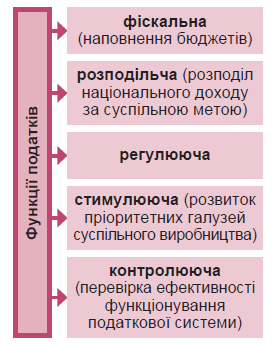 Функції податків
фіскальна
(наповнення бюджетів)
розподільча (розподіл
національного доходу
за суспільною метою)
регулююча
стимулююча (розвиток
пріоритетних галузей
суспільного виробництва)
контролююча
(перевірка ефективності
функціонування
податкової системи)